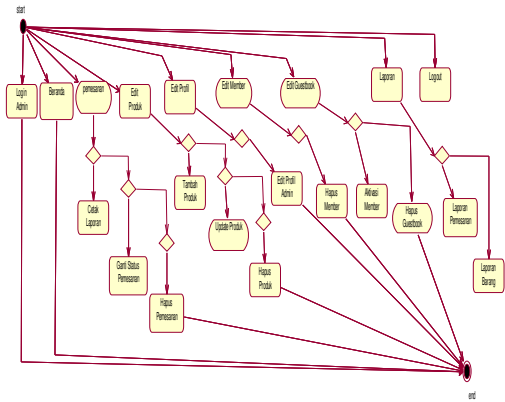 start
Login
Admin
Beranda
pemesanan
Edit
Produk
Edit Profil
Edit Member
Edit Guestbook
Laporan
Logout
Cetak
Laporan
Tambah
Produk
Edit Profil
Admin
Hapus
Member
Aktivasi
Member
Hapus
Guestbook
Laporan
Pemesanan
Update Produk
Ganti Status
Pemesanan
Hapus
Produk
Laporan
Barang
Hapus
Pemesanan
end